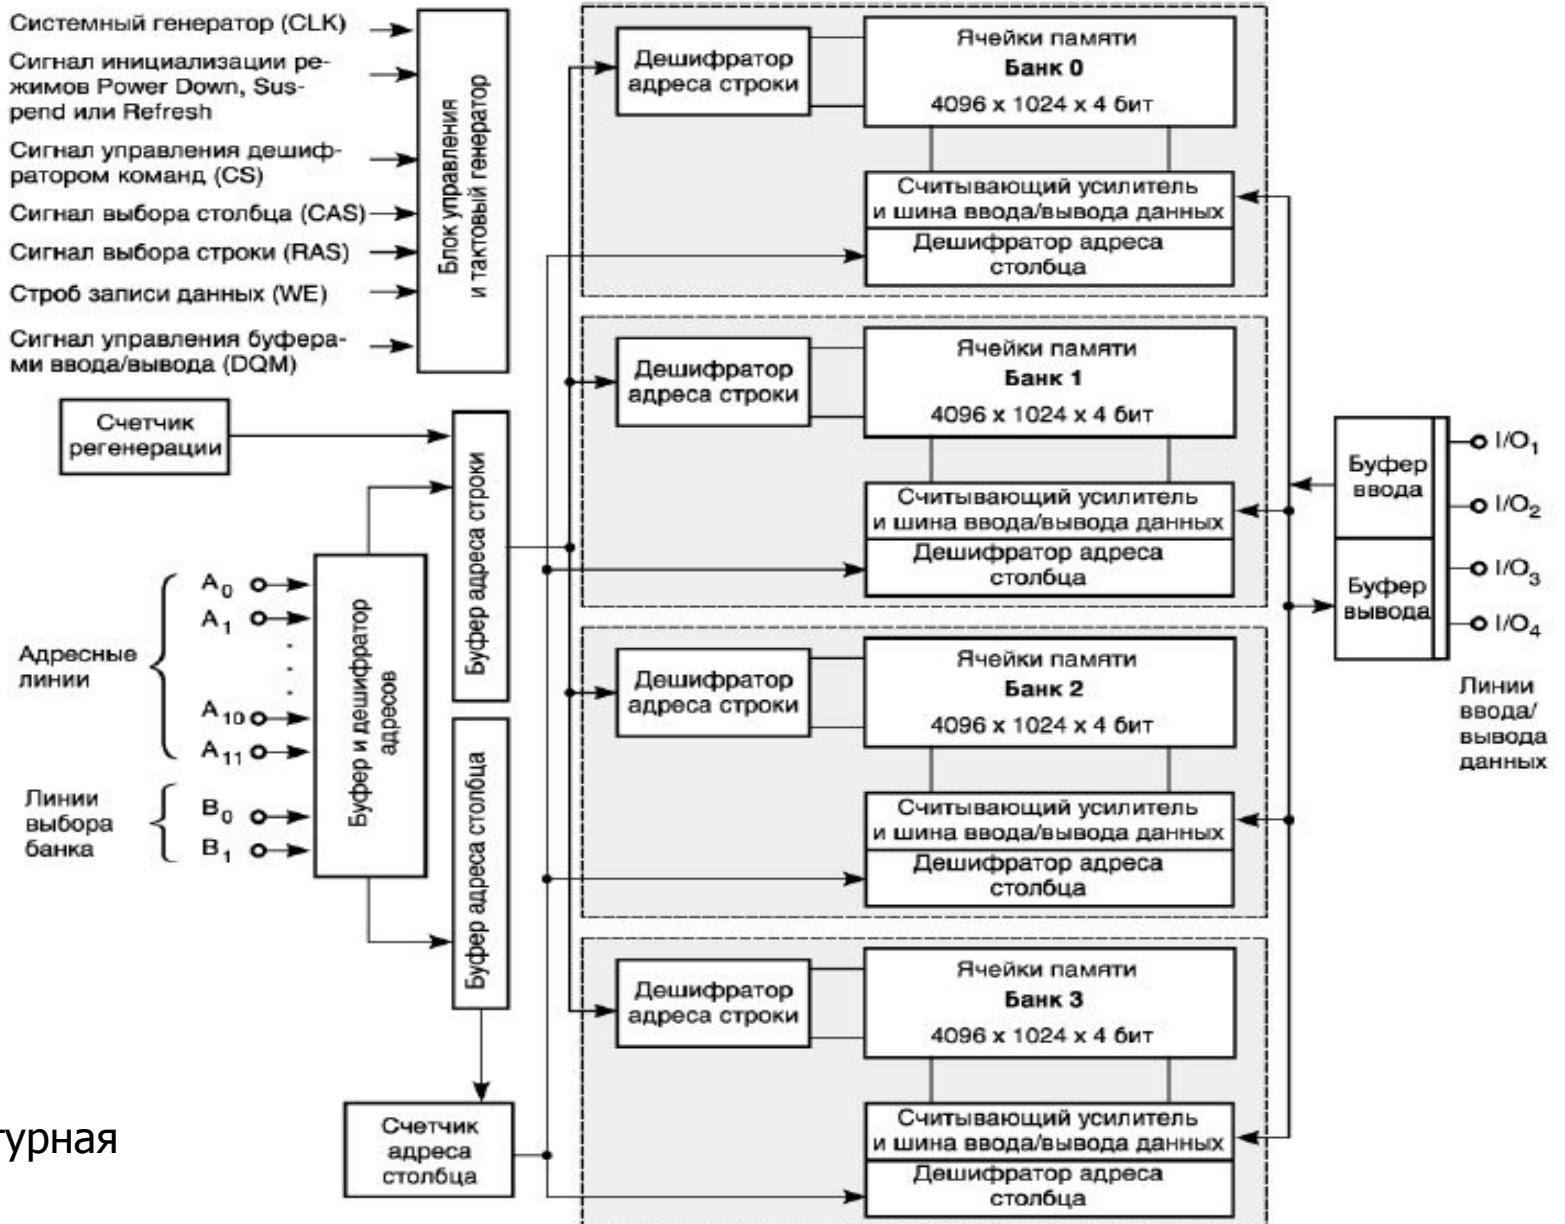 Системный генератор (CLK)
Сигнал инициализации ре-
жимов Power Down, Sus-
pend или Refresh
Сигнал управления дешиф-
ратором команд (CS)
Сигнал выбора столбца (CAS)
Сигнал выбора строки (RAS)
Строб записи данных (WE)
Сигнал управления буфера-
ми ввода/вывода (DQM)
Блок управления
и тактовый генератор
Счетчик
регенерации
Адресные
линии
A0
A1
A10
A11
Линии
выбора
банка
B0
B1
Буфер и дешифратор
адресов
Буфер адреса строки
Буфер адреса столбца
Счетчик
адреса
столбца
Дешифратор
адреса строки
Ячейки памяти
Банк 0
4096 x 1024 x 4 бит
Считывающий усилитель
и шина ввода/вывода данных
Дешифратор адреса
столбца
Дешифратор
адреса строки
Ячейки памяти
Банк 1
4096 x 1024 x 4 бит
Считывающий усилитель
и шина ввода/вывода данных
Дешифратор адреса
столбца
Дешифратор
адреса строки
Ячейки памяти
Банк 2
4096 x 1024 x 4 бит
Считывающий усилитель
и шина ввода/вывода данных
Дешифратор адреса
столбца
Дешифратор
адреса строки
Ячейки памяти
Банк 3
4096 x 1024 x 4 бит
Считывающий усилитель
и шина ввода/вывода данных
Дешифратор адреса
столбца
Буфер
ввода
Буфер
вывода
I/O1
I/O2
I/O3
I/O4
Линии
ввода/
вывода
данных
турная